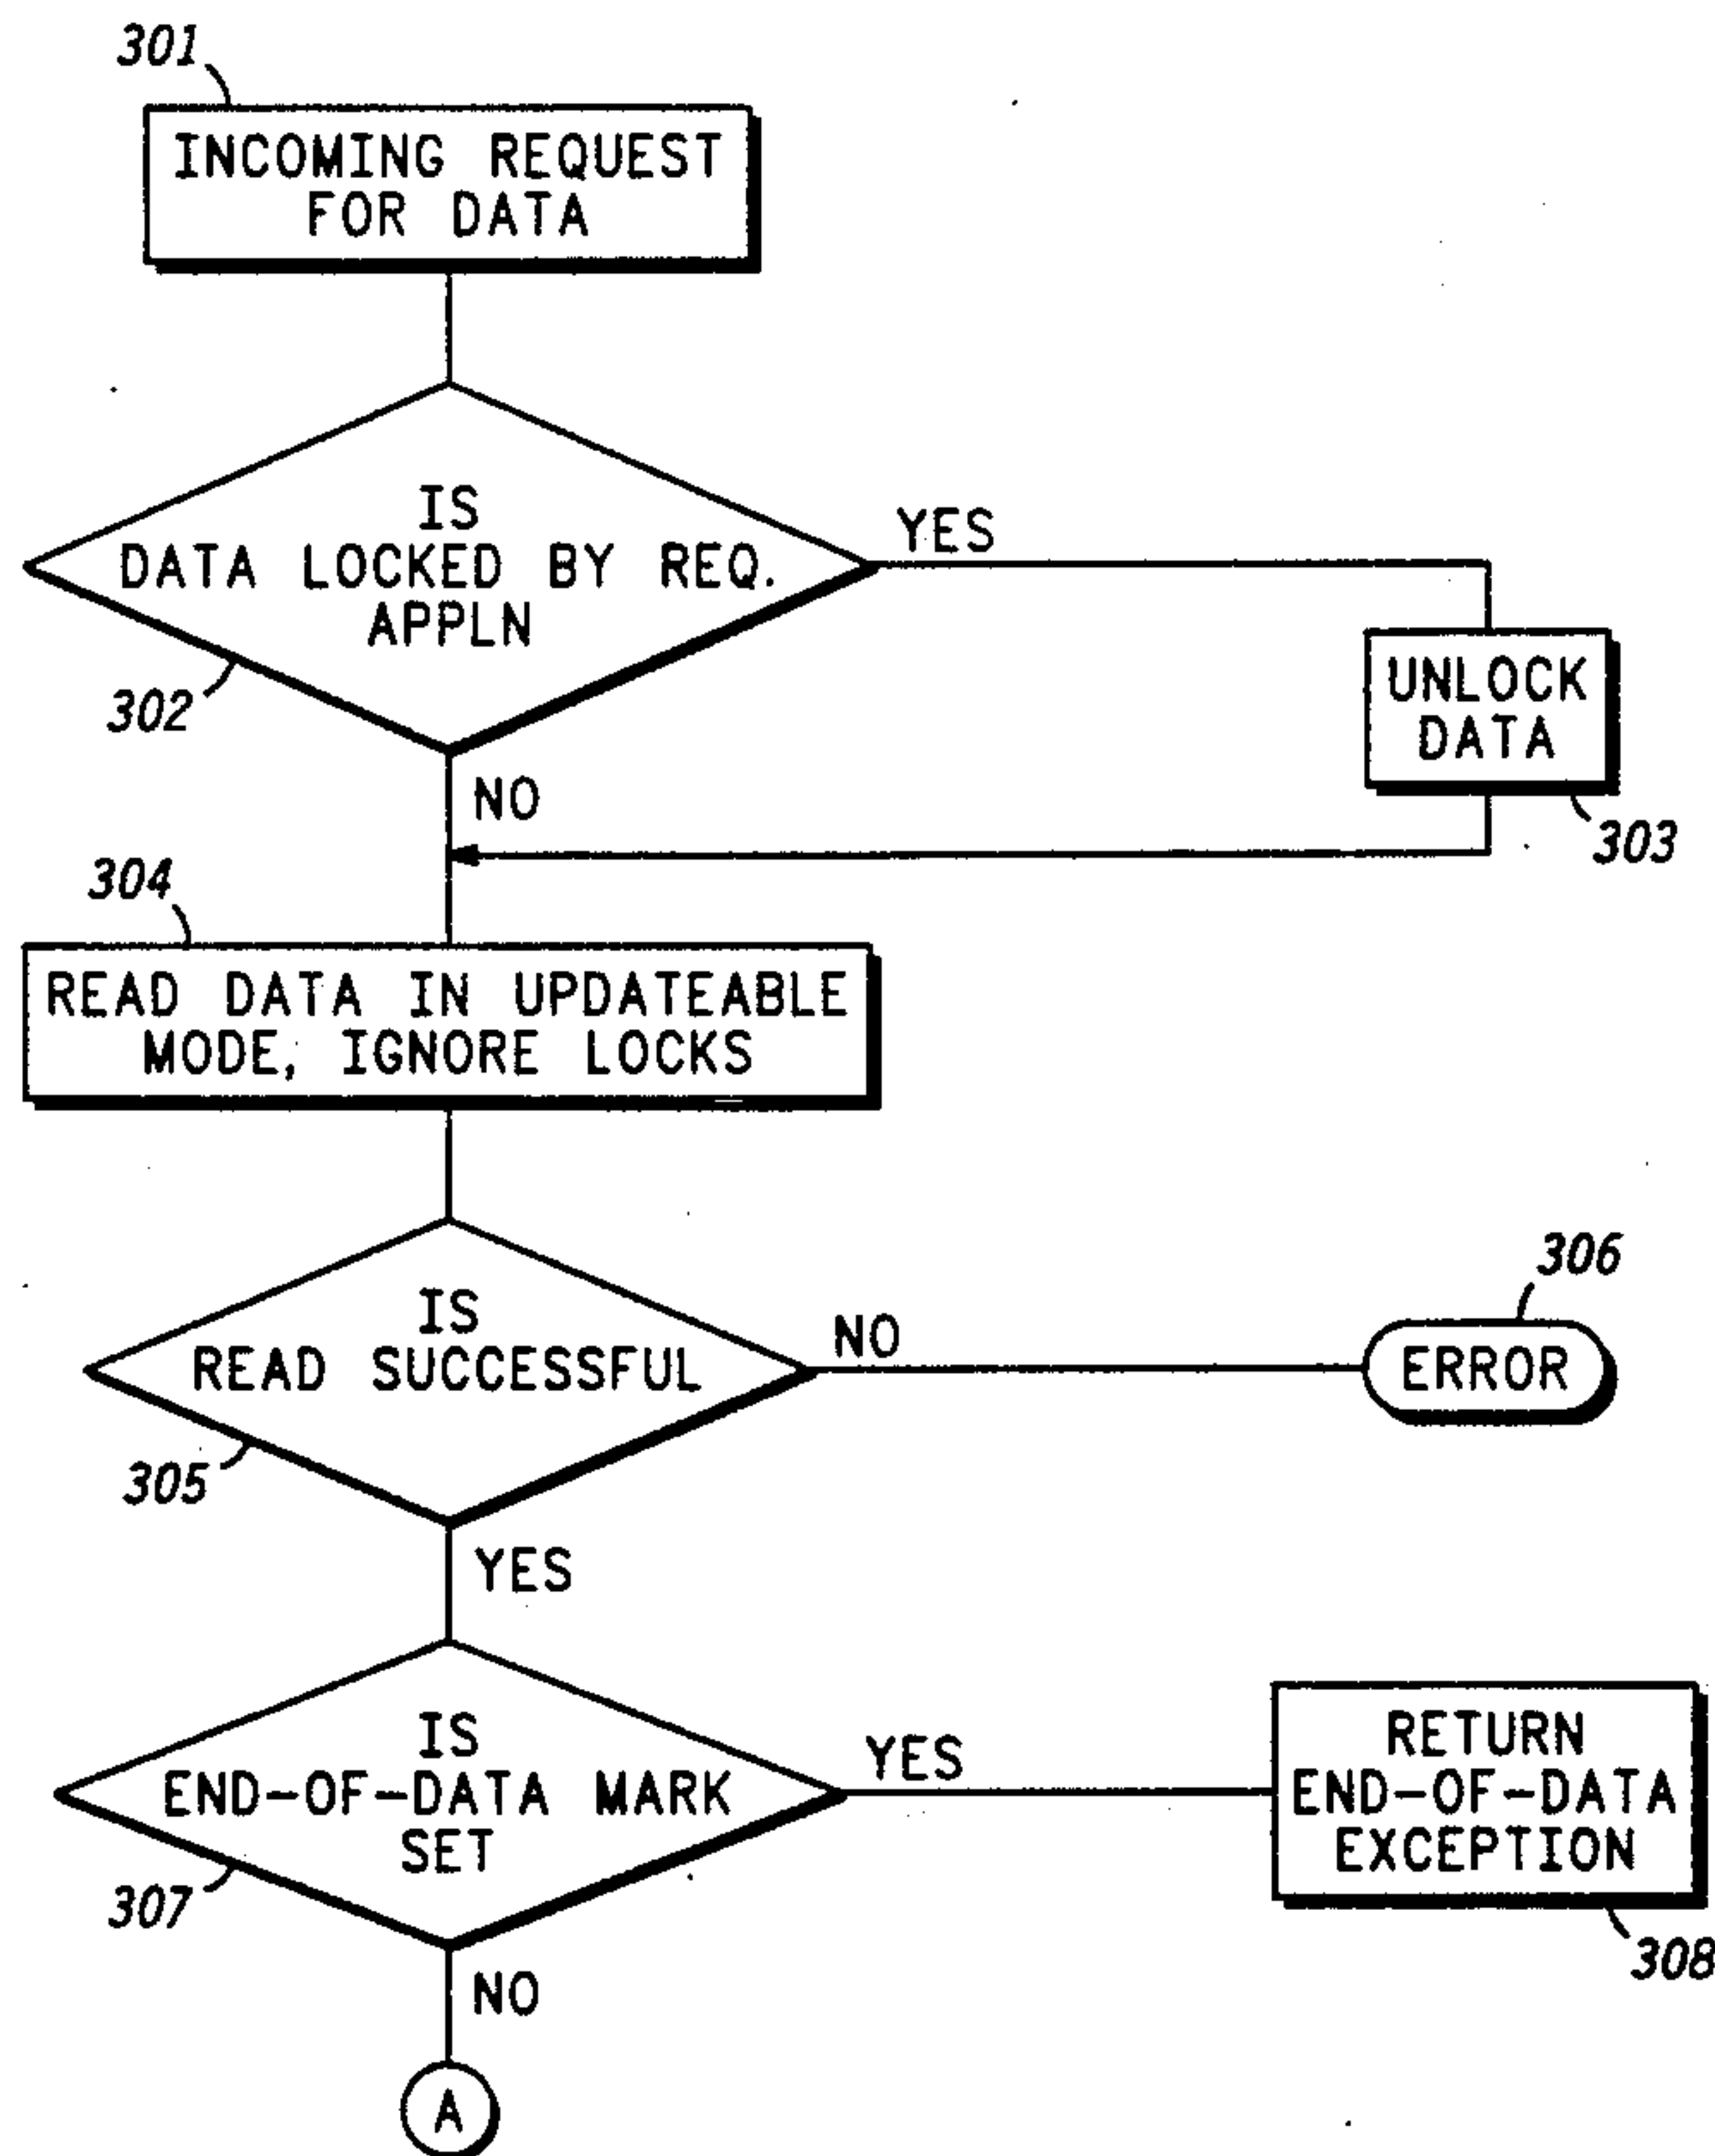 301
INCOMING REQUEST
FOR DATA
IS
DATA LOCKED BY REQ.
APPLN
302
YES
UNLOCK
DATA
303
NO
304
READ DATA IN UPDATEABLE
MODE, IGNORE LOCKS
IS
READ SUCCESSFUL
305
NO
306
ERROR
YES
IS
END-OF-DATA MARK
SET
307
YES
RETURN
END-OF-DATA
EXCEPTION
308
NO
A